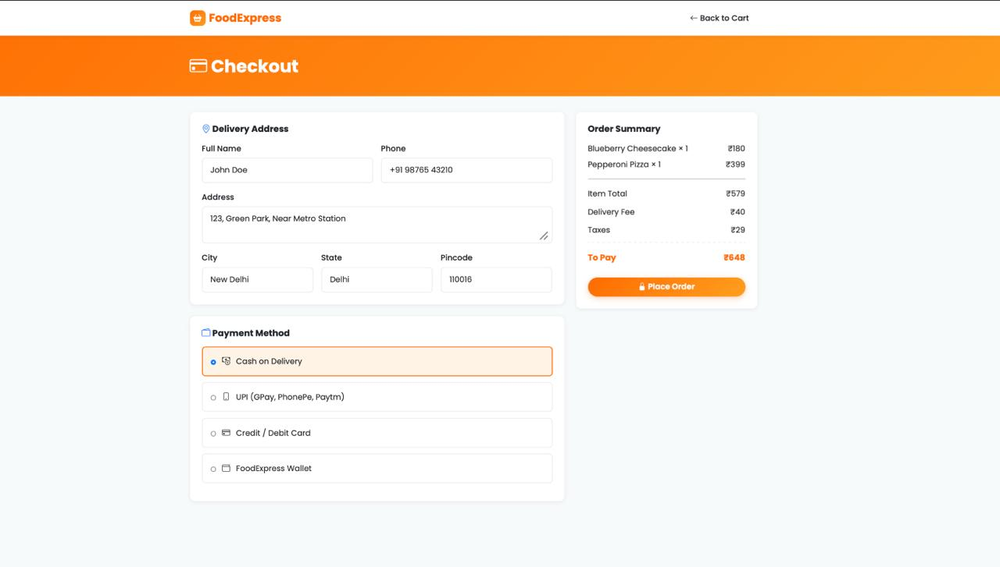 FoodExpress
← Back to Cart
Checkout
Delivery Address
Full Name
Phone
John Doe
+91 98765 43210
Address
123, Green Park, Near Metro Station
City
State
Pincode
New Delhi
Delhi
110016
Payment Method
Cash on Delivery
UPI (GPay, PhonePe, Paytm)
Credit / Debit Card
FoodExpress Wallet
Order Summary
Blueberry Cheesecake × 1 ₹180
Pepperoni Pizza × 1 ₹399
Item Total ₹579
Delivery Fee ₹40
Taxes ₹29
To Pay ₹648
Place Order